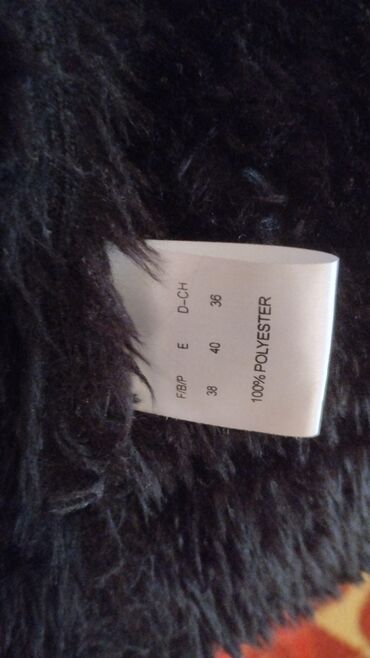 F/B/P E D-CH
38 40 36
100% POLYESTER